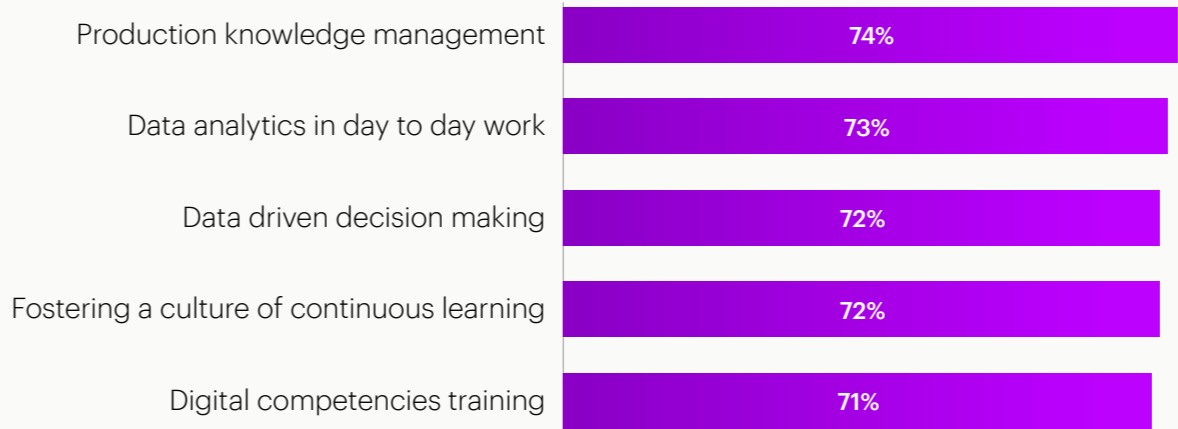 Production knowledge management 74%
Data analytics in day to day work 73%
Data driven decision making 72%
Fostering a culture of continuous learning 72%
Digital competencies training 71%